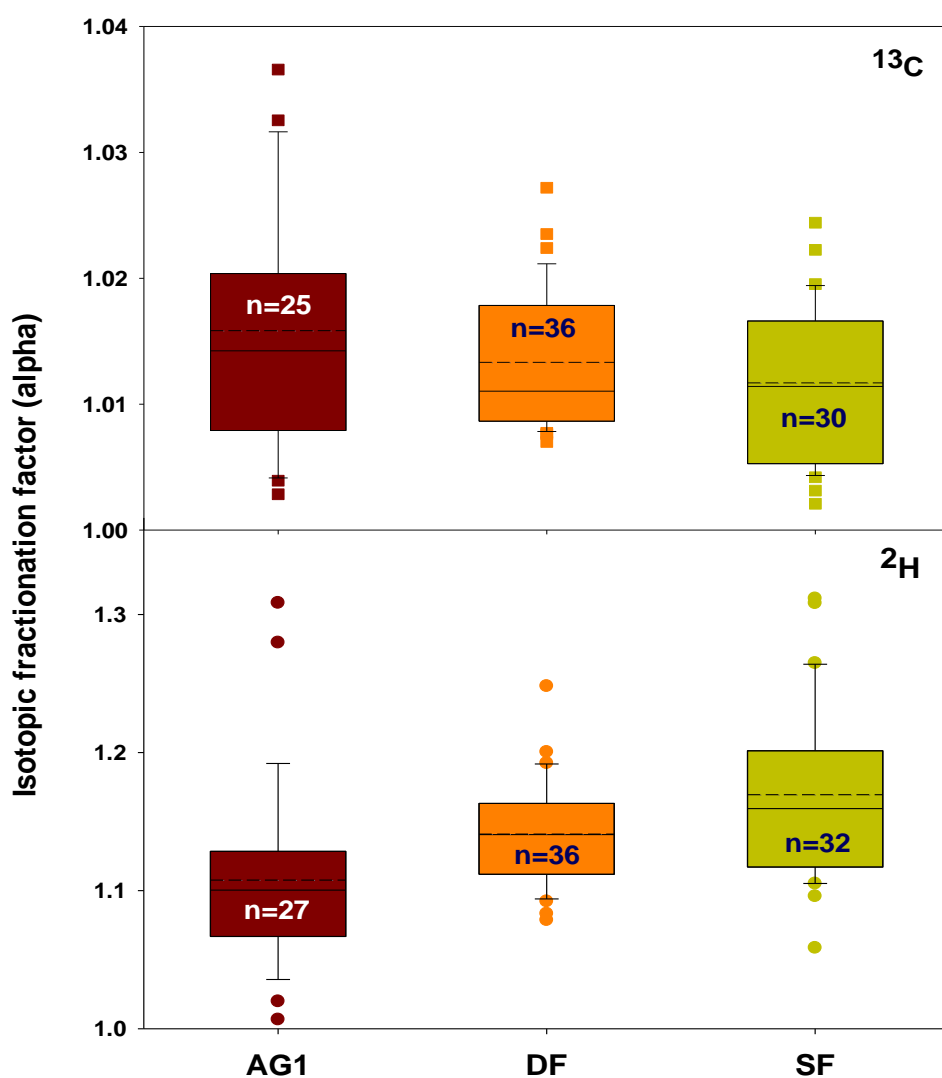 Isotopic fractionation factor (alpha)
1.04
1.03
1.02
1.01
1.00
¹³C
n=25
n=36
n=30
1.3
1.2
1.1
1.0
²H
n=27
n=36
n=32
AG1 DF SF